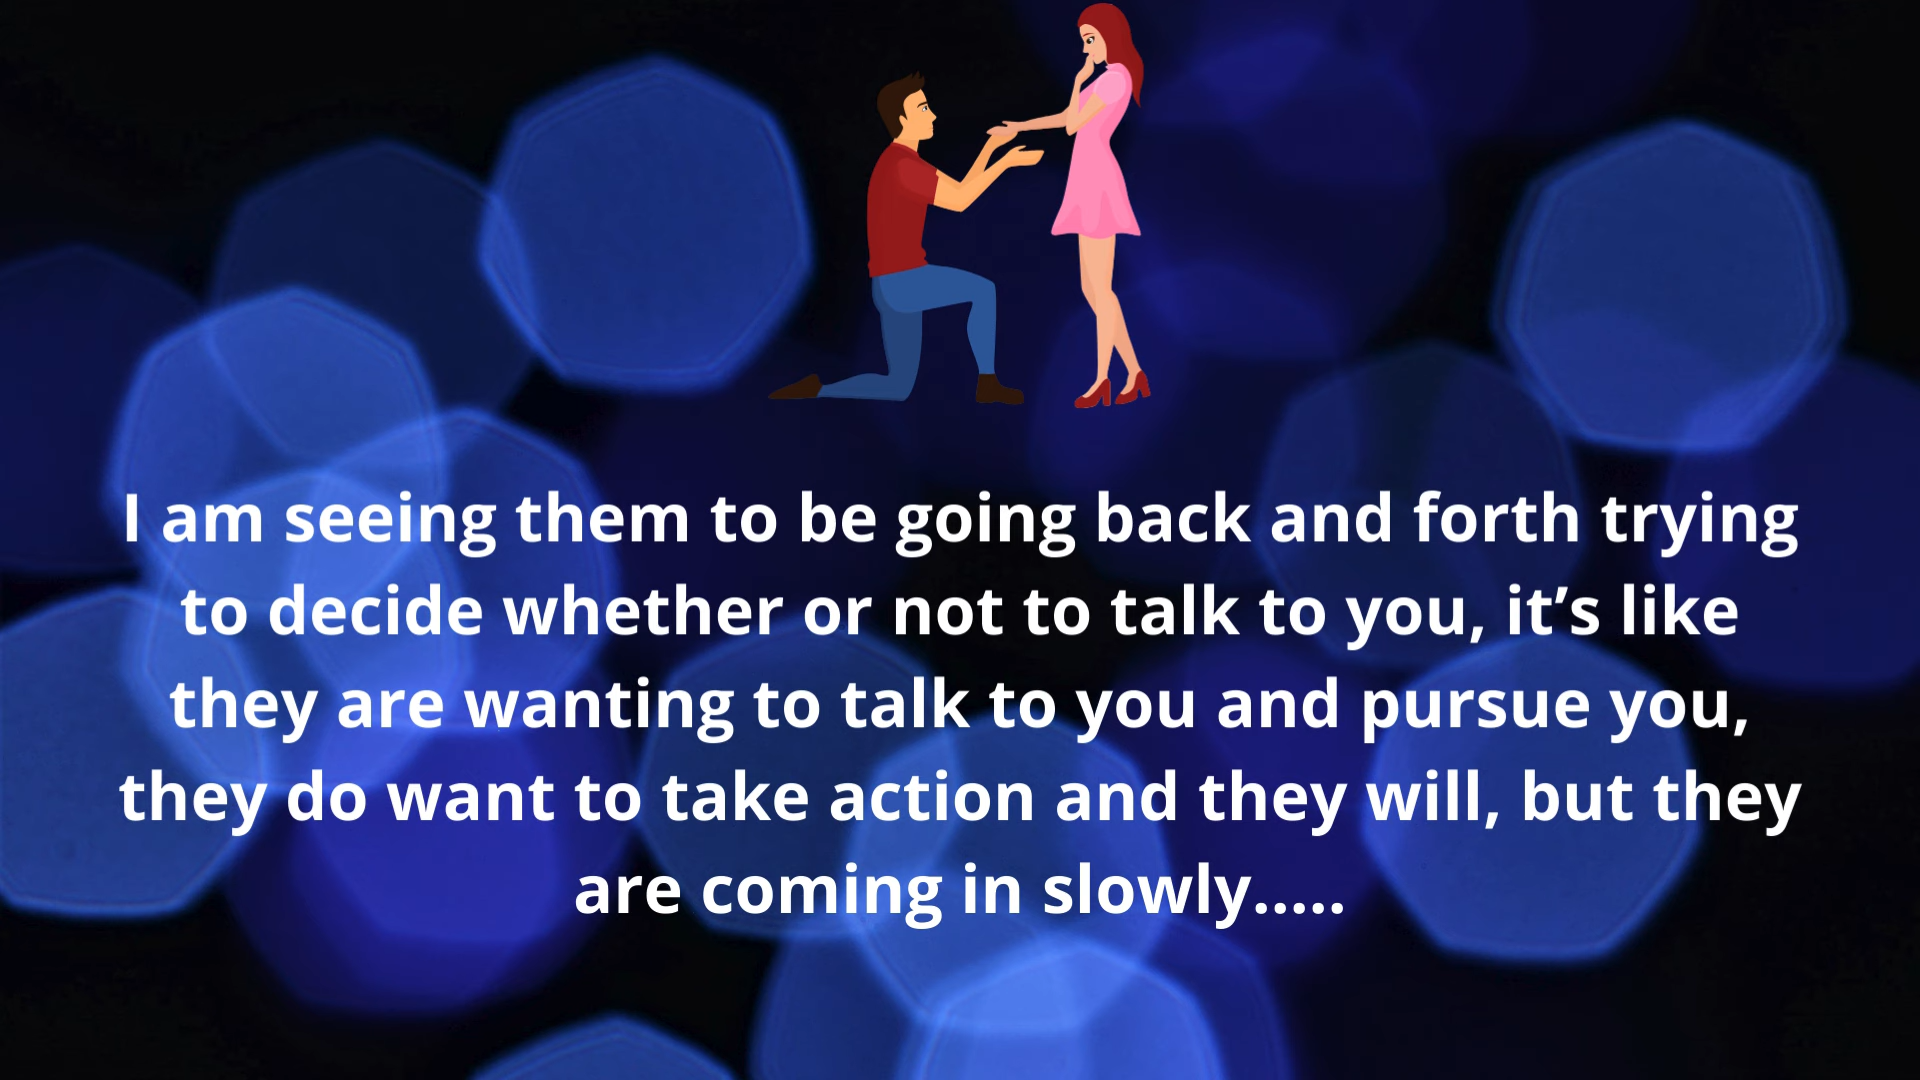 I am seeing them to be going back and forth trying
to decide whether or not to talk to you, it’s like
they are wanting to talk to you and pursue you,
they do want to take action and they will, but they
are coming in slowly.....